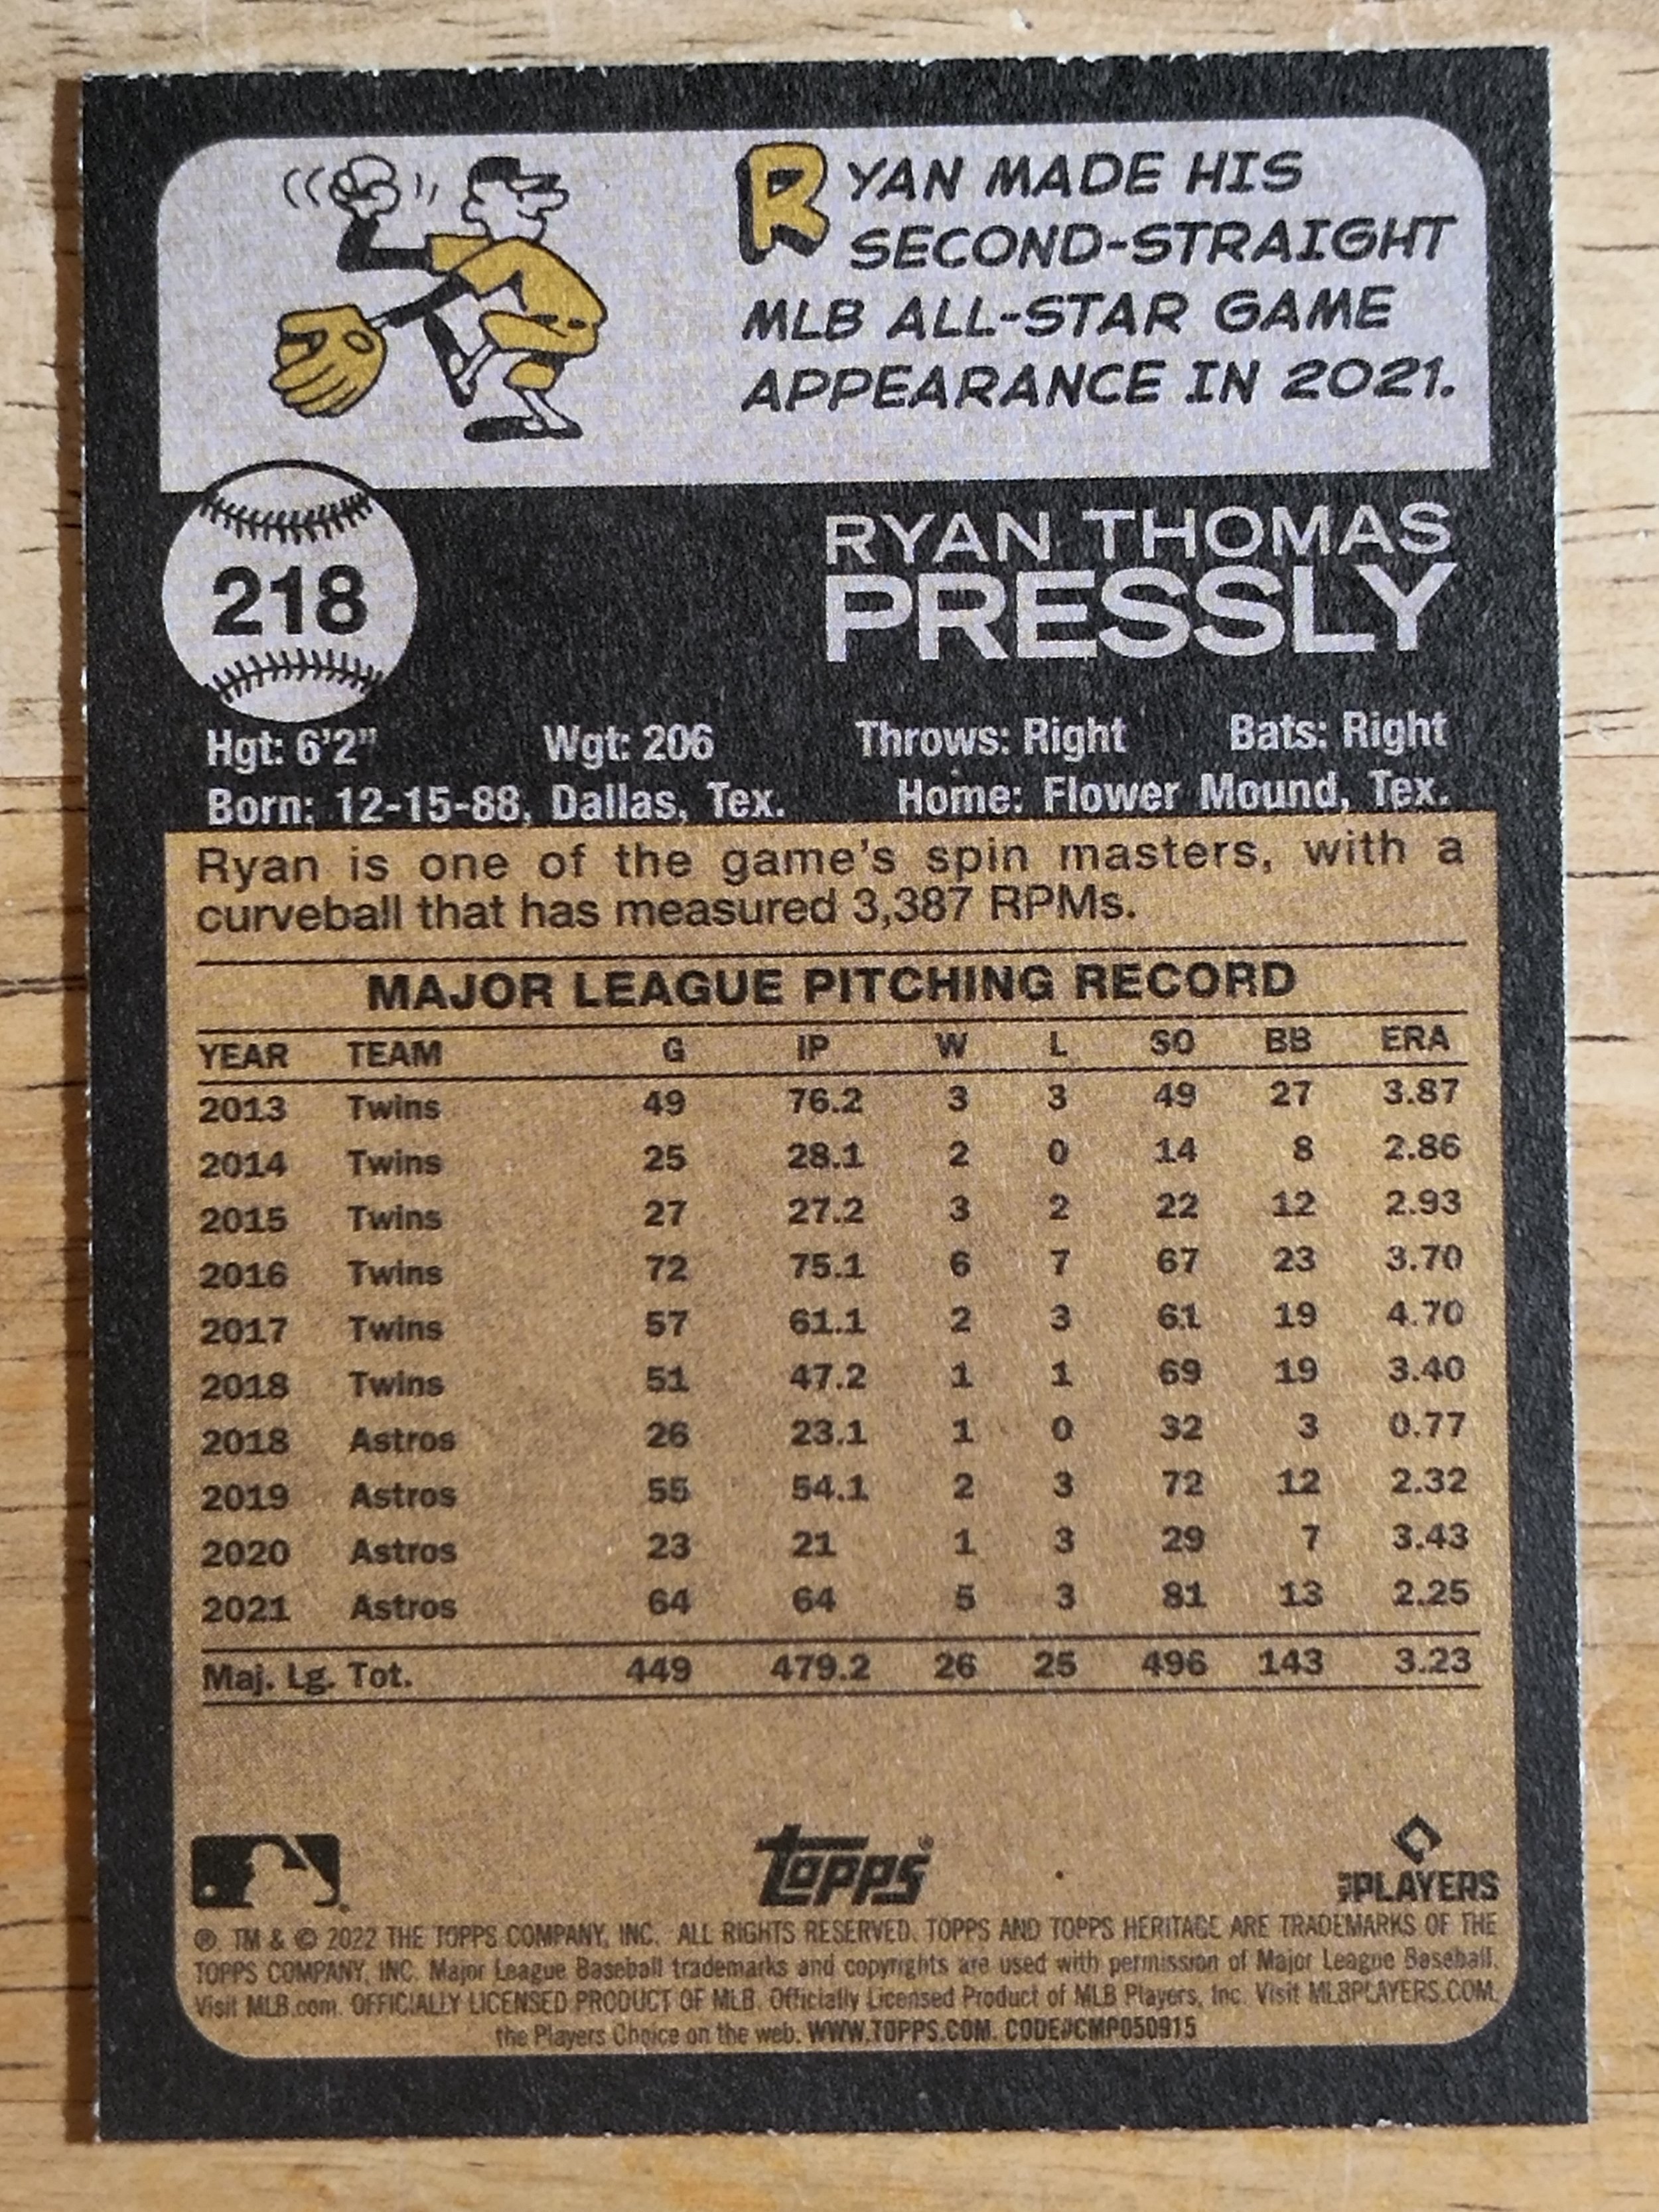 RYAN MADE HIS
SECOND-STRAIGHT
MLB ALL-STAR GAME
APPEARANCE IN 2021.
218
RYAN THOMAS
PRESSLY
Hgt: 6'2" Wgt: 206 Throws: Right Bats: Right
Born: 12-15-88, Dallas, Tex. Home: Flower Mound, Tex.
Ryan is one of the game's spin masters, with a
curveball that has measured 3,387 RPMs.
MAJOR LEAGUE PITCHING RECORD
YEAR TEAM G IP W L SO BB ERA
2013 Twins 49 76.2 3 3 49 27 3.87
2014 Twins 25 28.1 2 0 14 8 2.86
2015 Twins 27 27.2 3 2 22 12 2.93
2016 Twins 72 75.1 6 7 67 23 3.70
2017 Twins 57 61.1 2 3 61 19 4.70
2018 Twins 51 47.2 1 1 69 19 3.40
2018 Astros 26 23.1 1 0 32 3 0.77
2019 Astros 55 54.1 2 3 72 12 2.32
2020 Astros 23 21 1 3 29 7 3.43
2021 Astros 64 64 5 3 81 13 2.25
Maj. Lg. Tot. 449 479.2 26 25 496 143 3.23
topps®
PLAYERS
®, TM & © 2022 THE TOPPS COMPANY, INC. ALL RIGHTS RESERVED. TOPPS AND TOPPS HERITAGE ARE TRADEMARKS OF THE
TOPPS COMPANY, INC. Major League Baseball trademarks and copyrights are used with permission of Major League Baseball.
Visit MLB.com. OFFICIALLY LICENSED PRODUCT OF MLB. Officially Licensed Product of MLB Players, Inc. Visit MLBPLAYERS.COM,
the Players Choice on the web. WWW.TOPPS.COM. CODE#CMP050915